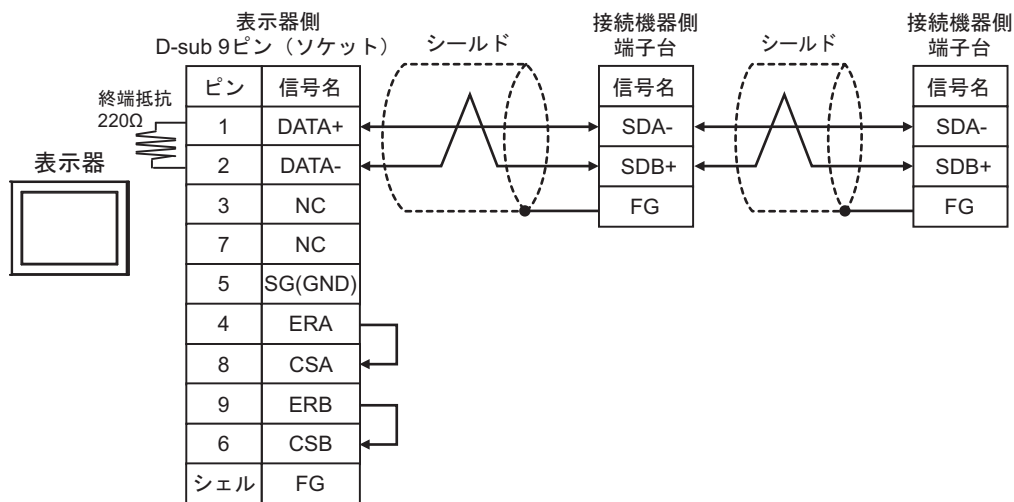 表示器側
D-sub 9ピン（ソケット）
シールド
接続機器側
端子台
シールド
接続機器側
端子台
終端抵抗
220Ω
表示器
ピン 信号名
1 DATA+
2 DATA-
3 NC
7 NC
5 SG(GND)
4 ERA
8 CSA
9 ERB
6 CSB
シェル FG
信号名
SDA-
SDB+
FG
信号名
SDA-
SDB+
FG